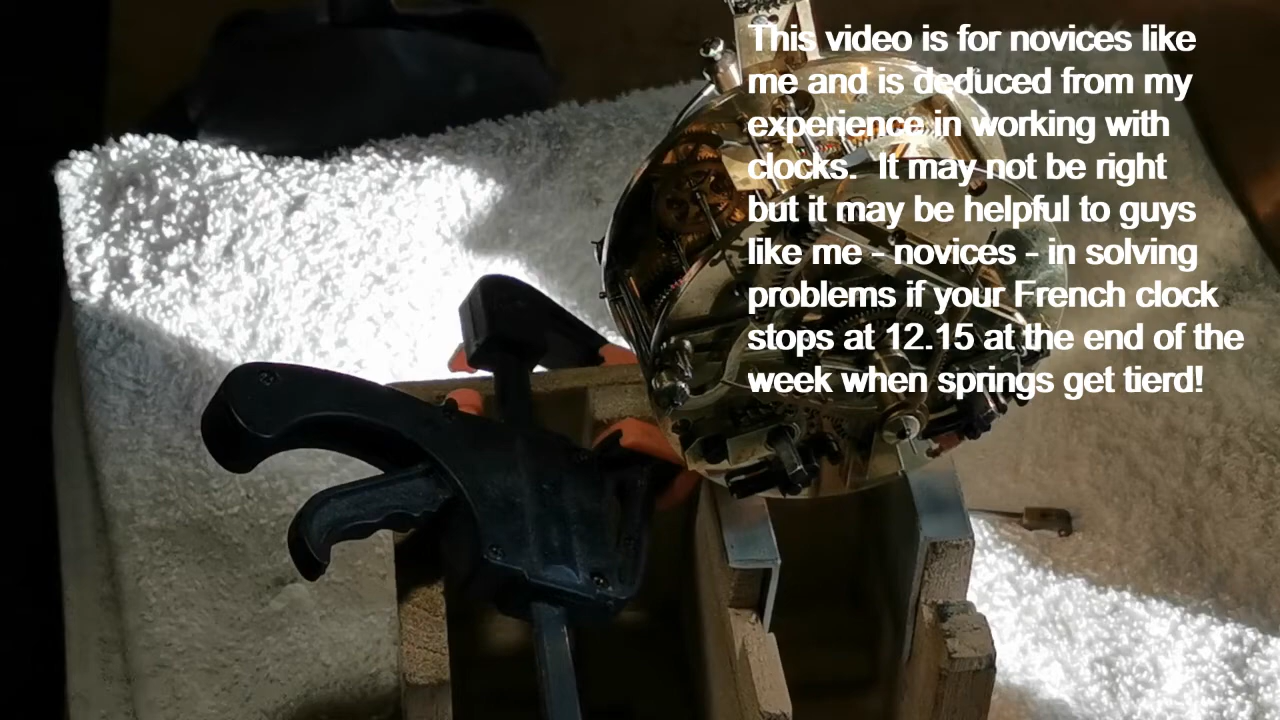 This video is for novices like
me and is deduced from my
experience in working with
clocks.  It may not be right
but it may be helpful to guys
like me - novices - in solving
problems if your French clock
stops at 12.15 at the end of the
week when springs get tierd!